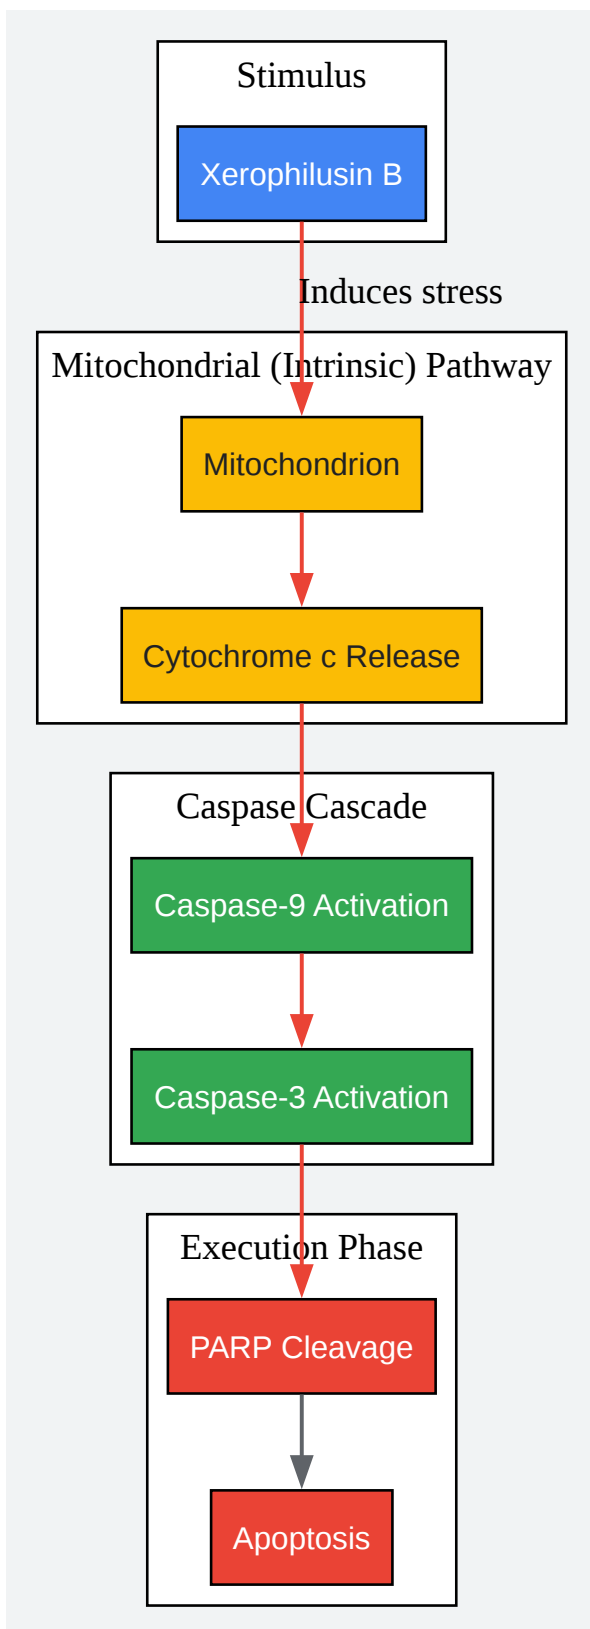 Stimulus
Xerophilusin B
Induces stress
Mitochondrial (Intrinsic) Pathway
Mitochondrion
Cytochrome c Release
Caspase Cascade
Caspase-9 Activation
Caspase-3 Activation
Execution Phase
PARP Cleavage
Apoptosis